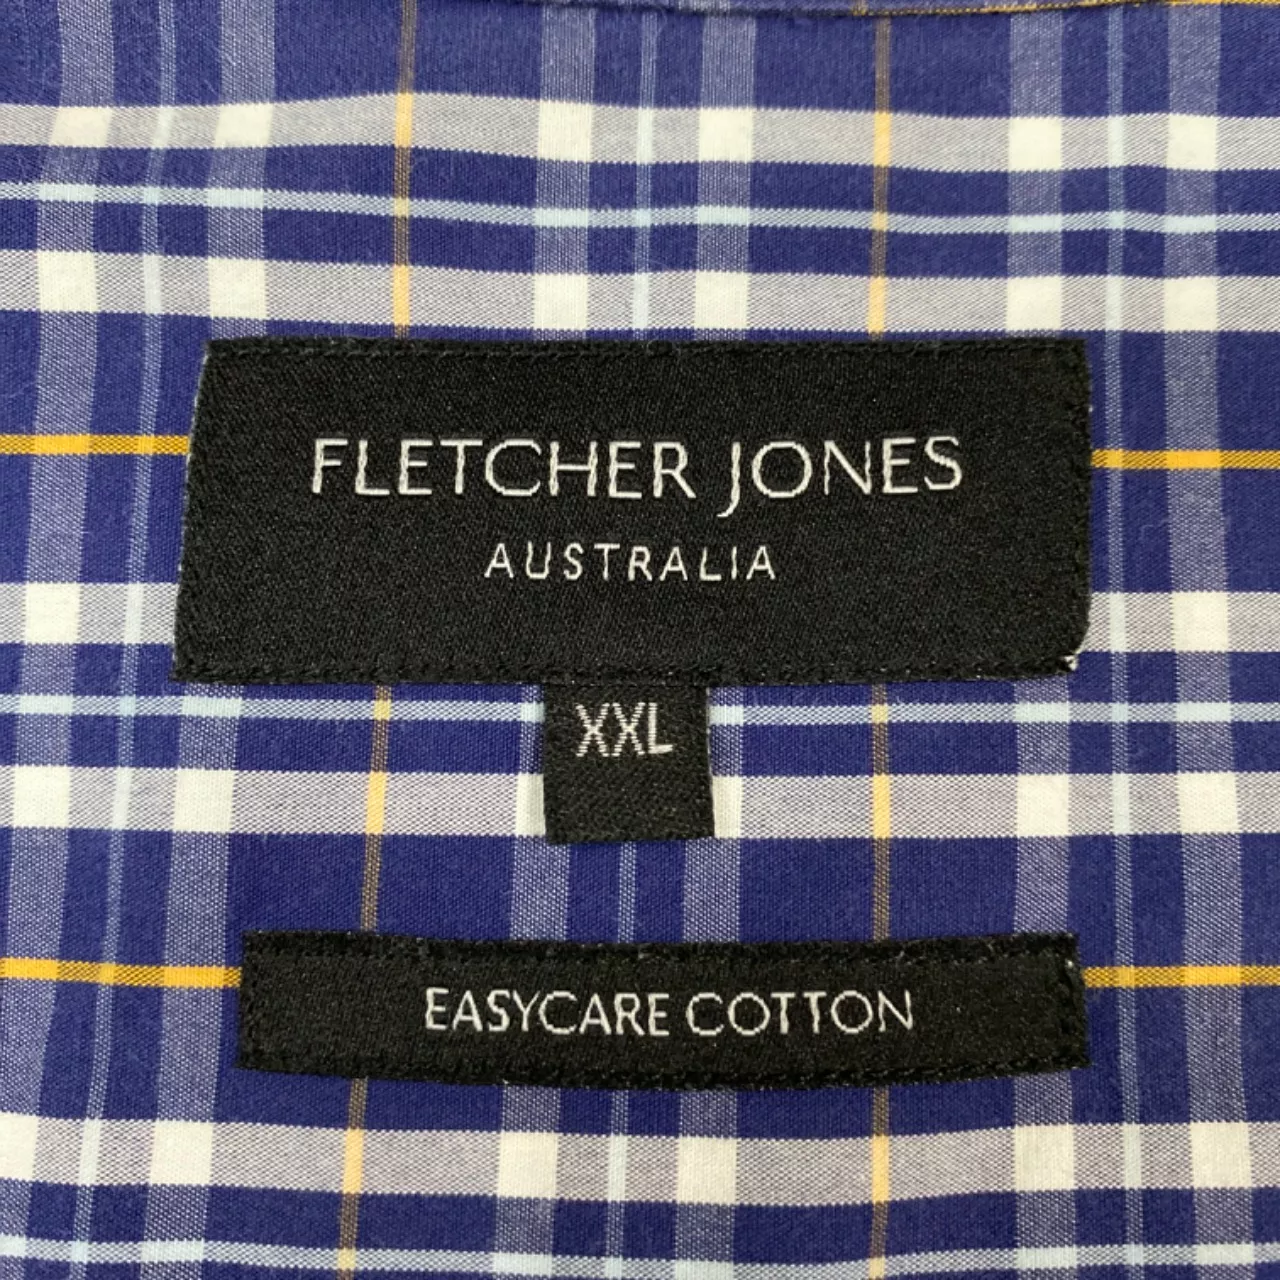 FLETCHER JONES
AUSTRALIA
XXL
EASYCARE COTTON